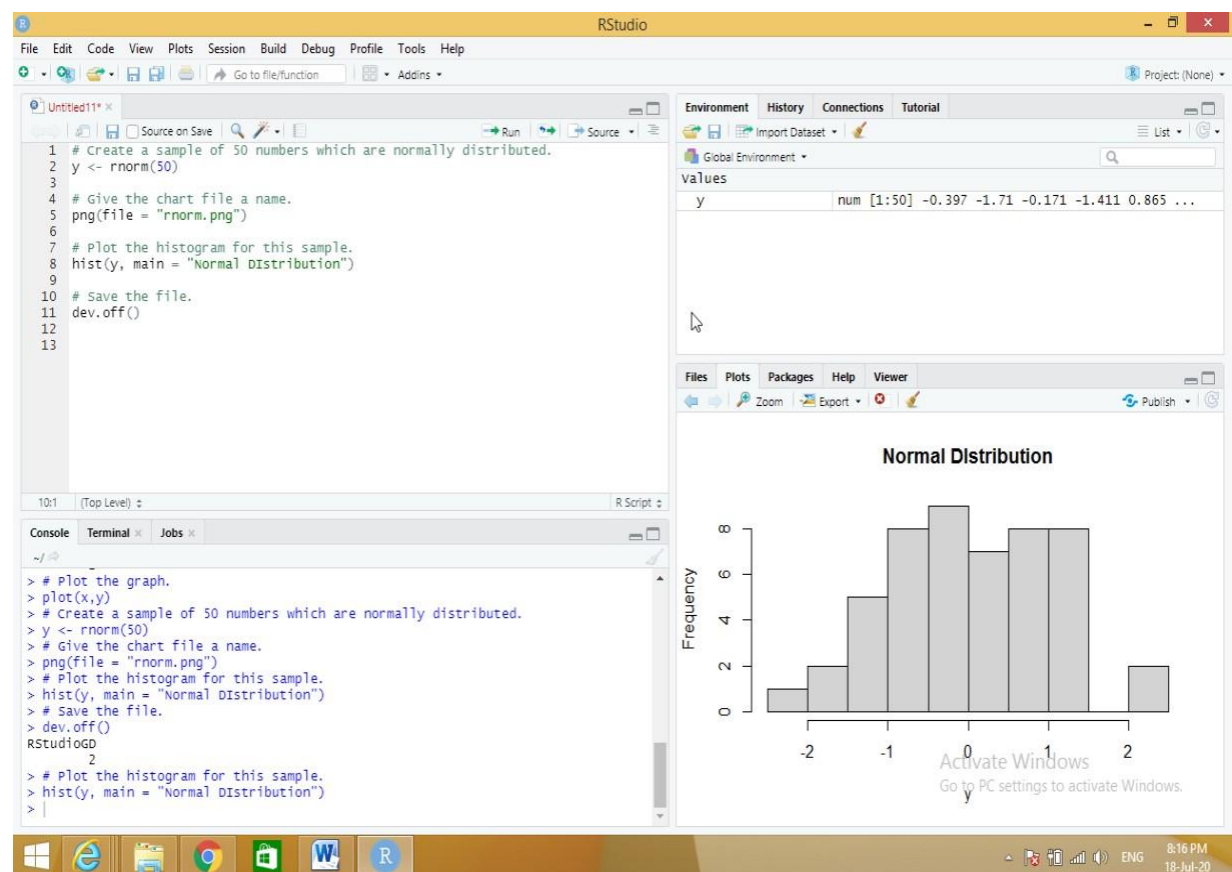 RStudio
File Edit Code View Plots Session Build Debug Profile Tools Help
Go to file/function Addins Project: (None)
Untitled11*
Source on Save Run Source
1 # Create a sample of 50 numbers which are normally distributed.
2 y <- rnorm(50)
3
4 # Give the chart file a name.
5 png(file = "rnorm.png")
6
7 # Plot the histogram for this sample.
8 hist(y, main = "Normal DIstribution")
9
10 # Save the file.
11 dev.off()
12
13
10:1 (Top Level) R Script
Console Terminal Jobs
~/
> # Plot the graph.
> plot(x,y)
> # Create a sample of 50 numbers which are normally distributed.
> y <- rnorm(50)
> # Give the chart file a name.
> png(file = "rnorm.png")
> # Plot the histogram for this sample.
> hist(y, main = "Normal DIstribution")
> # Save the file.
> dev.off()
RStudioGD
2
> # Plot the histogram for this sample.
> hist(y, main = "Normal DIstribution")
>
Environment History Connections Tutorial
Import Dataset List
Global Environment
Values
y num [1:50] -0.397 -1.71 -0.171 -1.411 0.865 ...
Files Plots Packages Help Viewer
Zoom Export Publish
Normal DIstribution
Frequency
8
6
4
2
0
-2 -1 0 1 2
y
Activate Windows
Go to PC settings to activate Windows.
ENG 8:16 PM
18-Jul-20